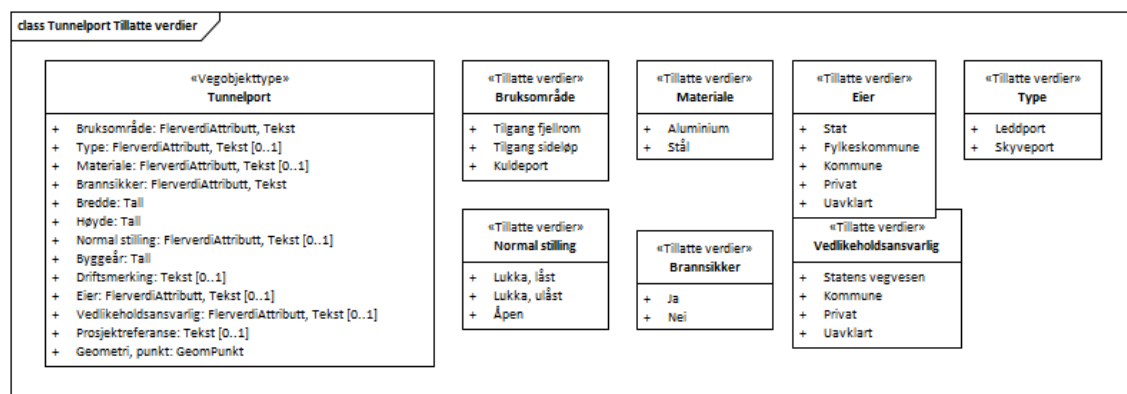 class Tunnelport Tillatte verdier
«Vegobjekttype»
Tunnelport
+ Bruksområde: FlerverdiAttributt, Tekst
+ Type: FlerverdiAttributt, Tekst [0..1]
+ Materiale: FlerverdiAttributt, Tekst [0..1]
+ Brannsikker: FlerverdiAttributt, Tekst
+ Bredde: Tall
+ Høyde: Tall
+ Normal stilling: FlerverdiAttributt, Tekst [0..1]
+ Byggeår: Tall
+ Driftsmerking: Tekst [0..1]
+ Eier: FlerverdiAttributt, Tekst [0..1]
+ Vedlikeholdsansvarlig: FlerverdiAttributt, Tekst [0..1]
+ Prosjektreferanse: Tekst [0..1]
+ Geometri, punkt: GeomPunkt
«Tillatte verdier»
Bruksområde
+ Tilgang fjellrom
+ Tilgang sideløp
+ Kuldeport
«Tillatte verdier»
Materiale
+ Aluminium
+ Stål
«Tillatte verdier»
Eier
+ Stat
+ Fylkeskommune
+ Kommune
+ Privat
+ Uavklart
«Tillatte verdier»
Type
+ Leddport
+ Skyveport
«Tillatte verdier»
Normal stilling
+ Lukka, låst
+ Lukka, ulåst
+ Åpen
«Tillatte verdier»
Brannsikker
+ Ja
+ Nei
«Tillatte verdier»
Vedlikeholdsansvarlig
+ Statens vegvesen
+ Kommune
+ Privat
+ Uavklart